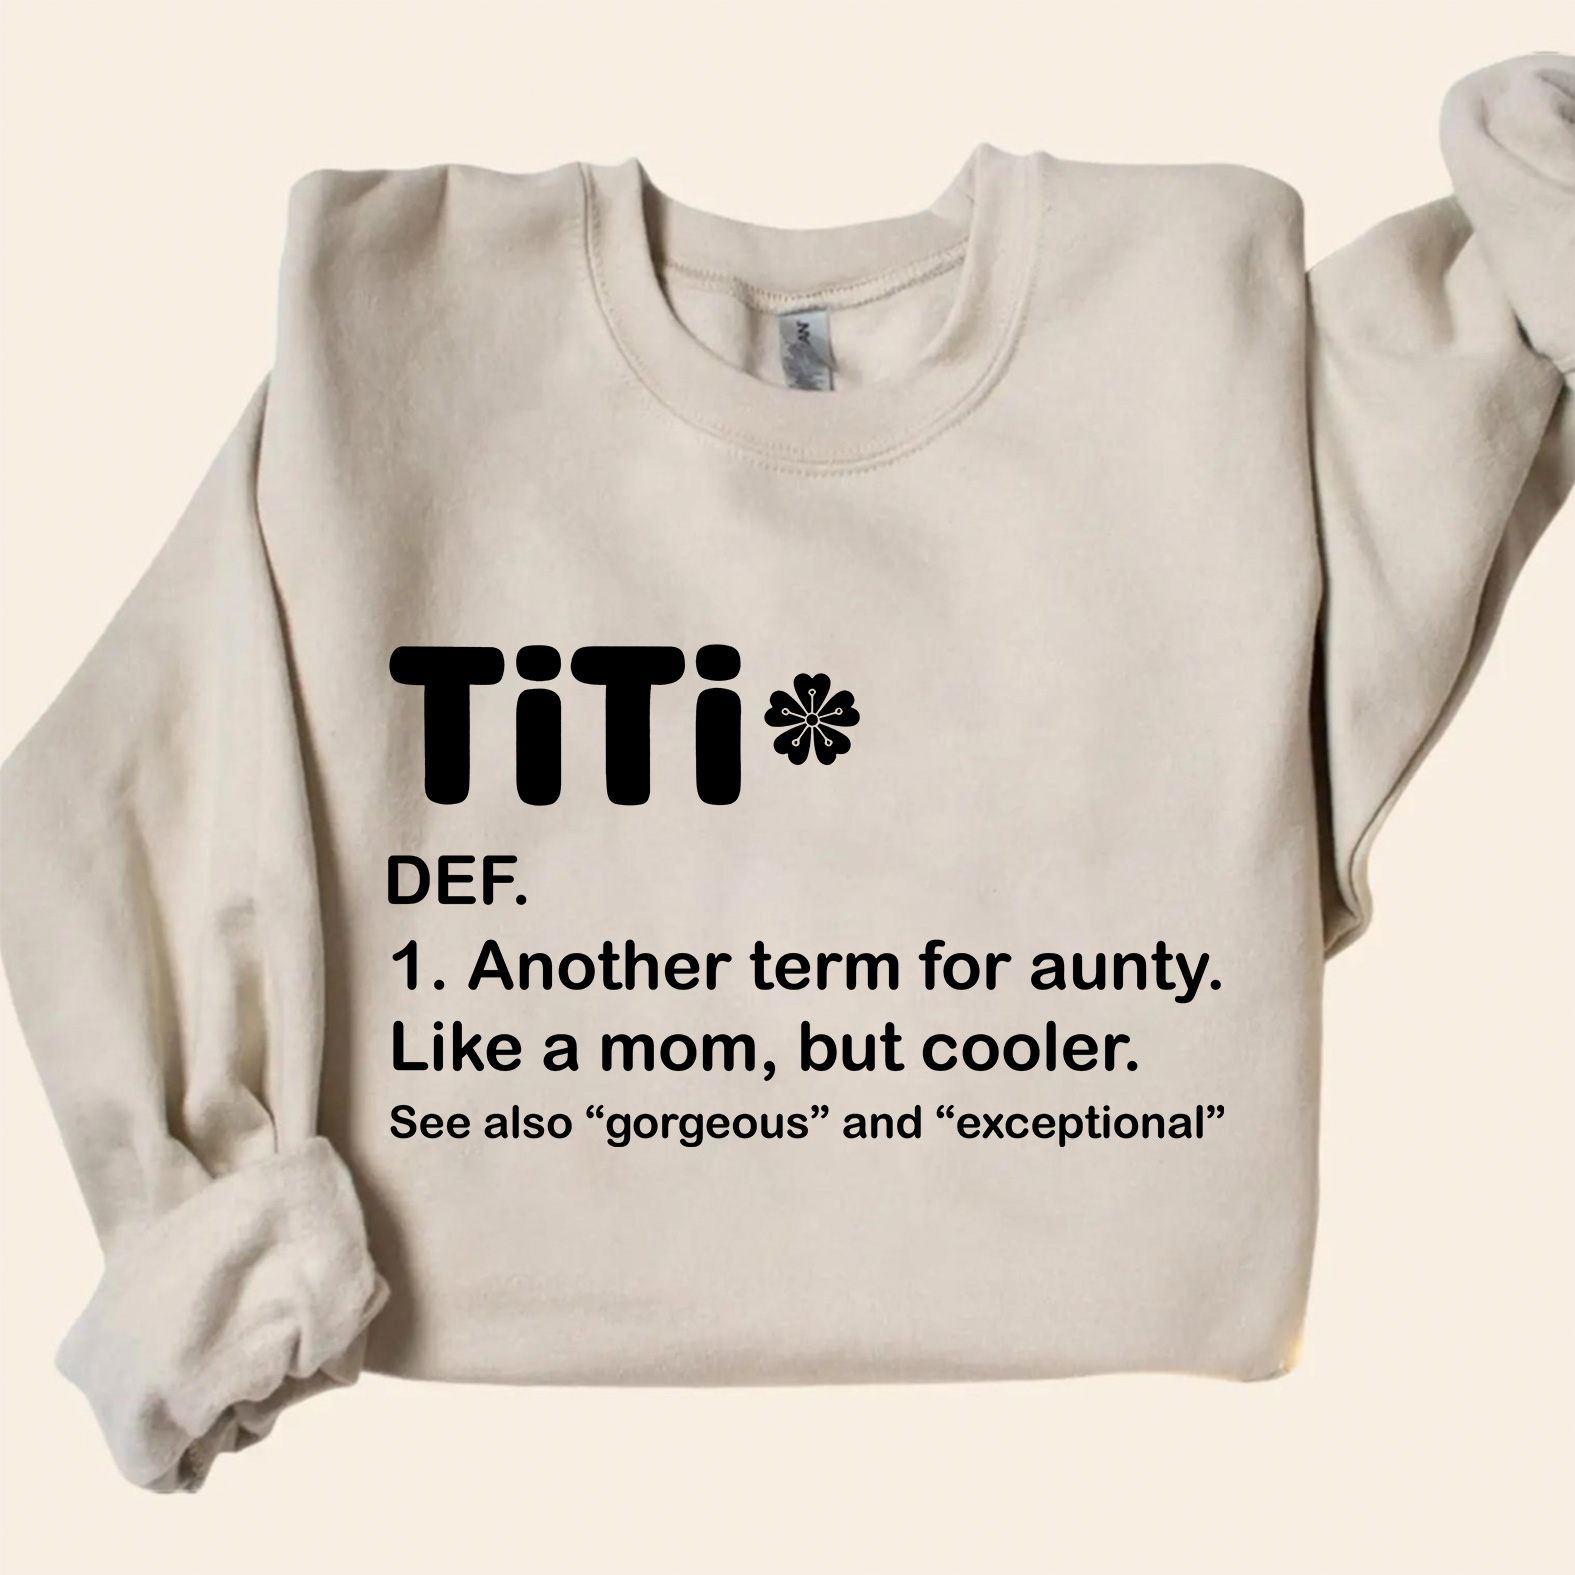 TiTi
DEF.
1. Another term for aunty.
Like a mom, but cooler.
See also “gorgeous” and “exceptional”